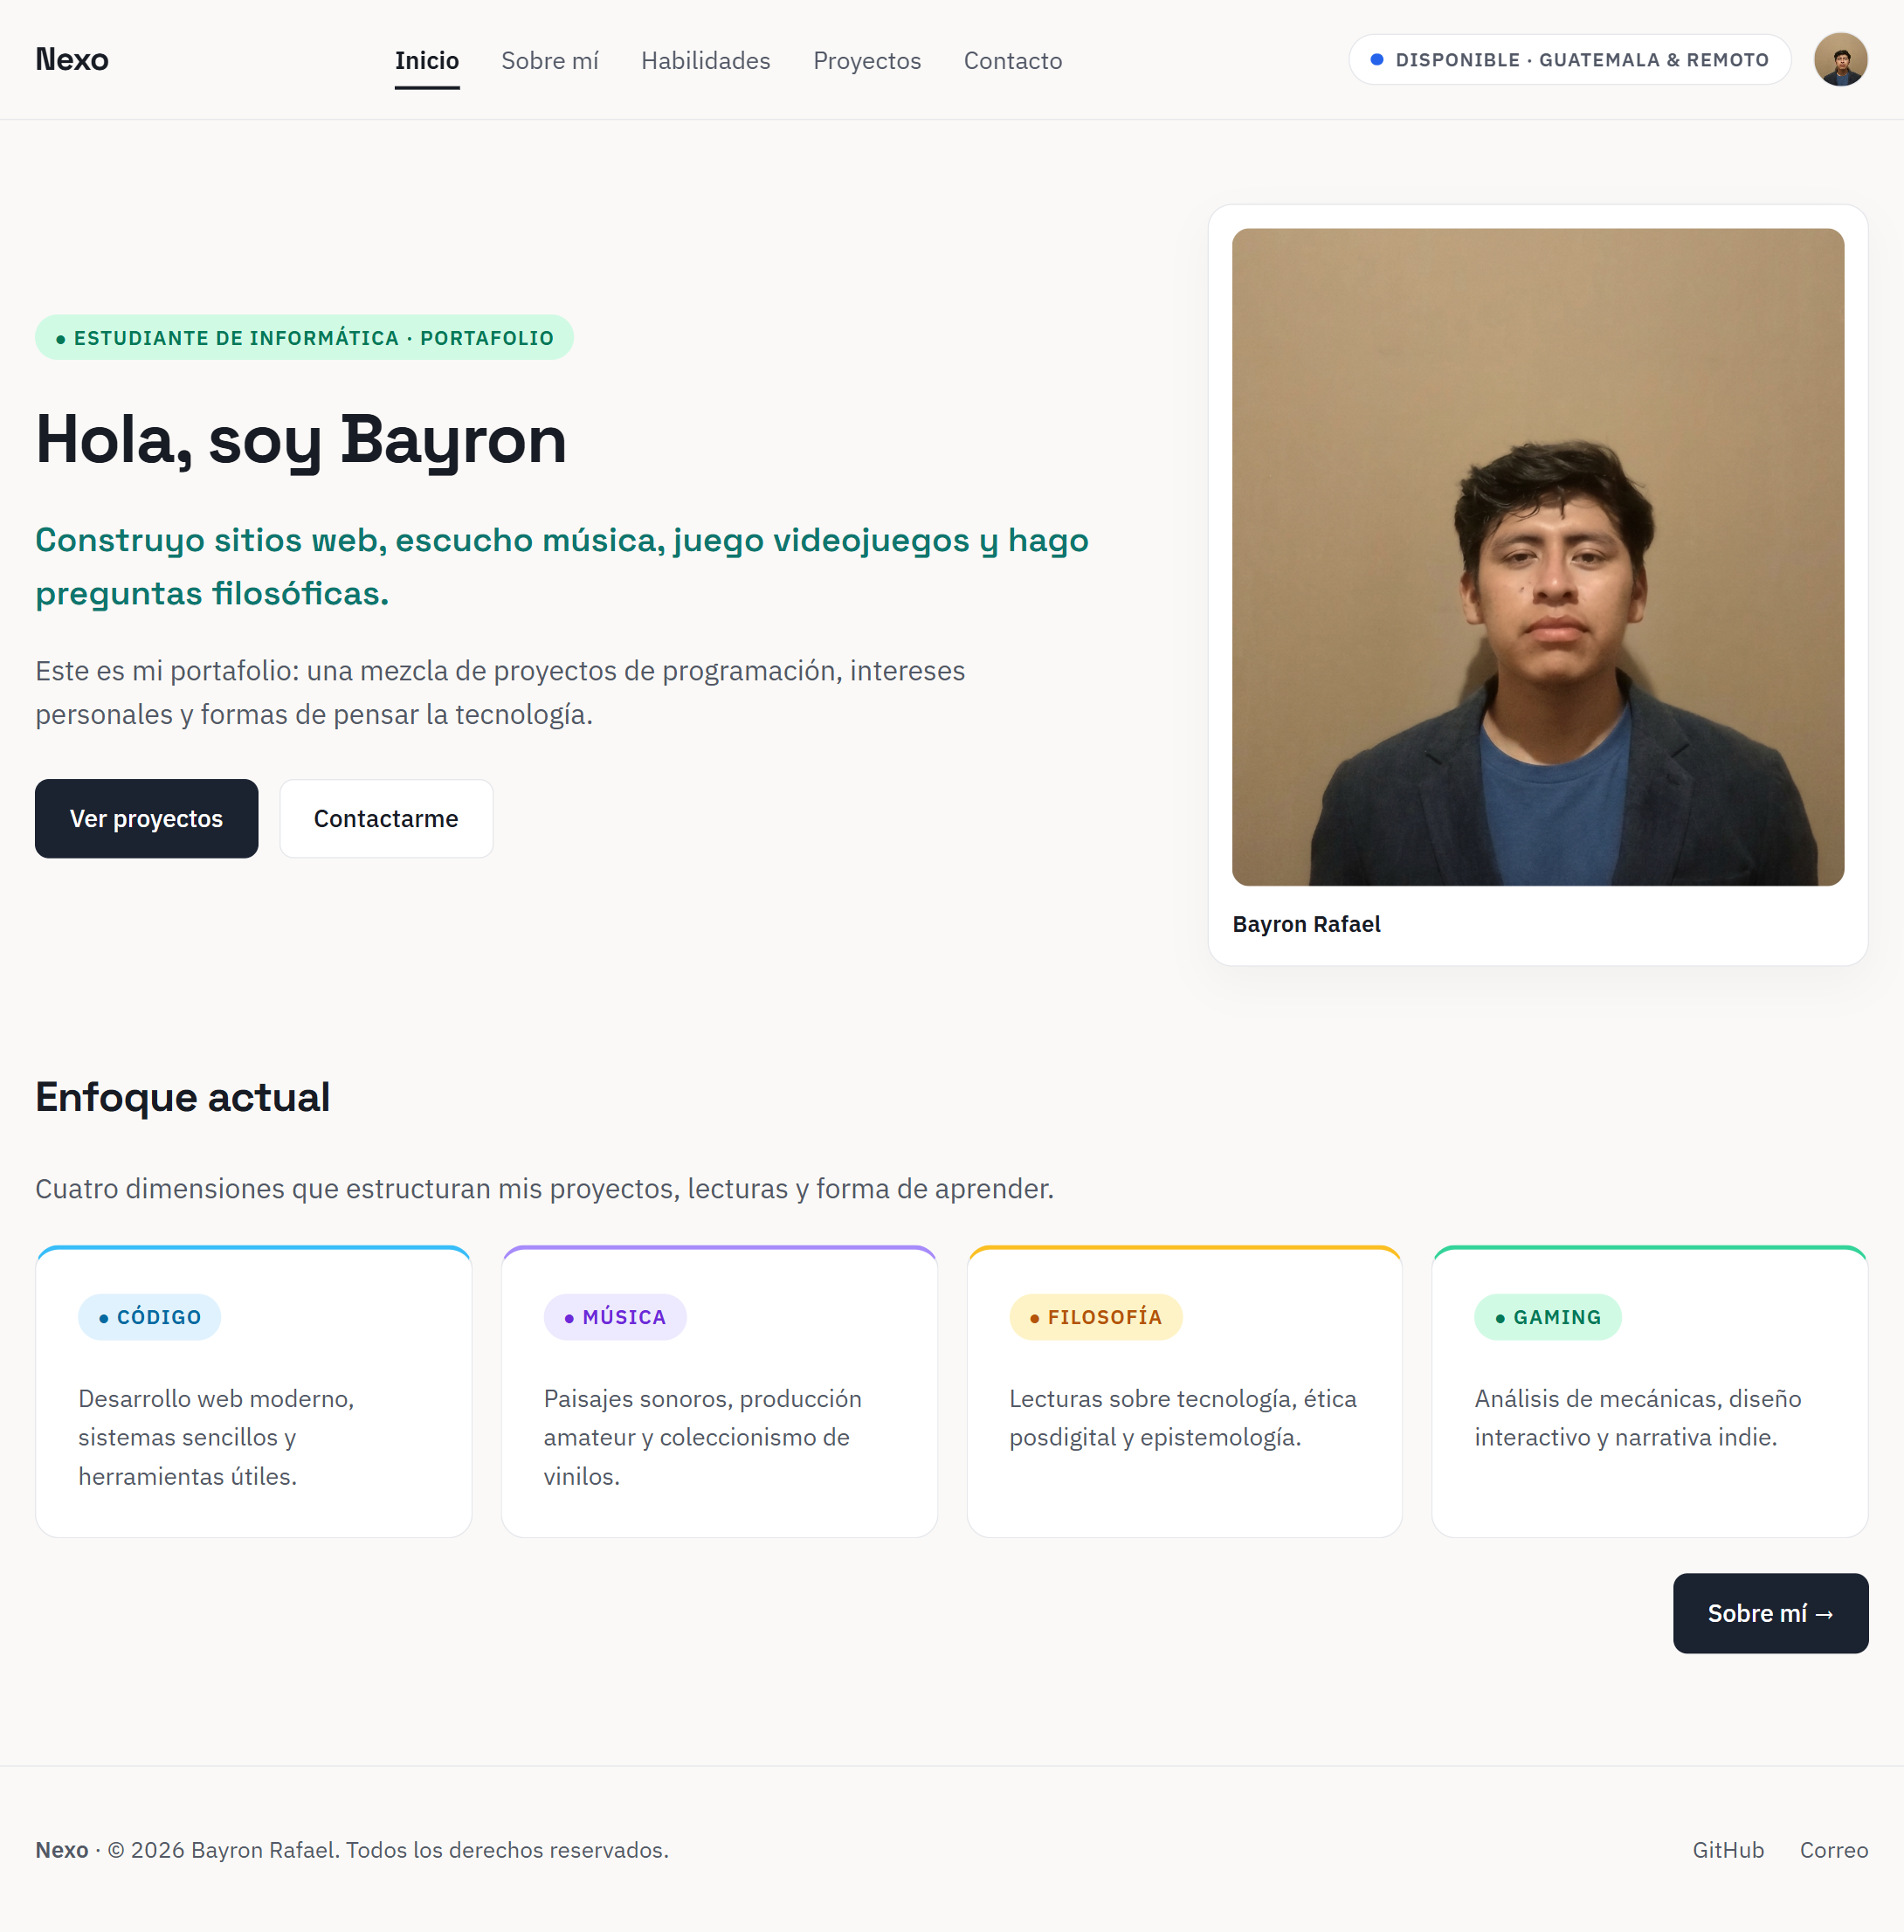 Nexo
Inicio
Sobre mí
Habilidades
Proyectos
Contacto
DISPONIBLE · GUATEMALA & REMOTO
● ESTUDIANTE DE INFORMÁTICA · PORTAFOLIO
Hola, soy Bayron
Construyo sitios web, escucho música, juego videojuegos y hago
preguntas filosóficas.
Este es mi portafolio: una mezcla de proyectos de programación, intereses
personales y formas de pensar la tecnología.
Ver proyectos
Contactarme
Bayron Rafael
Enfoque actual
Cuatro dimensiones que estructuran mis proyectos, lecturas y forma de aprender.
● CÓDIGO
Desarrollo web moderno,
sistemas sencillos y
herramientas útiles.
● MÚSICA
Paisajes sonoros, producción
amateur y coleccionismo de
vinilos.
● FILOSOFÍA
Lecturas sobre tecnología, ética
posdigital y epistemología.
● GAMING
Análisis de mecánicas, diseño
interactivo y narrativa indie.
Sobre mí →
Nexo · © 2026 Bayron Rafael. Todos los derechos reservados.
GitHub
Correo